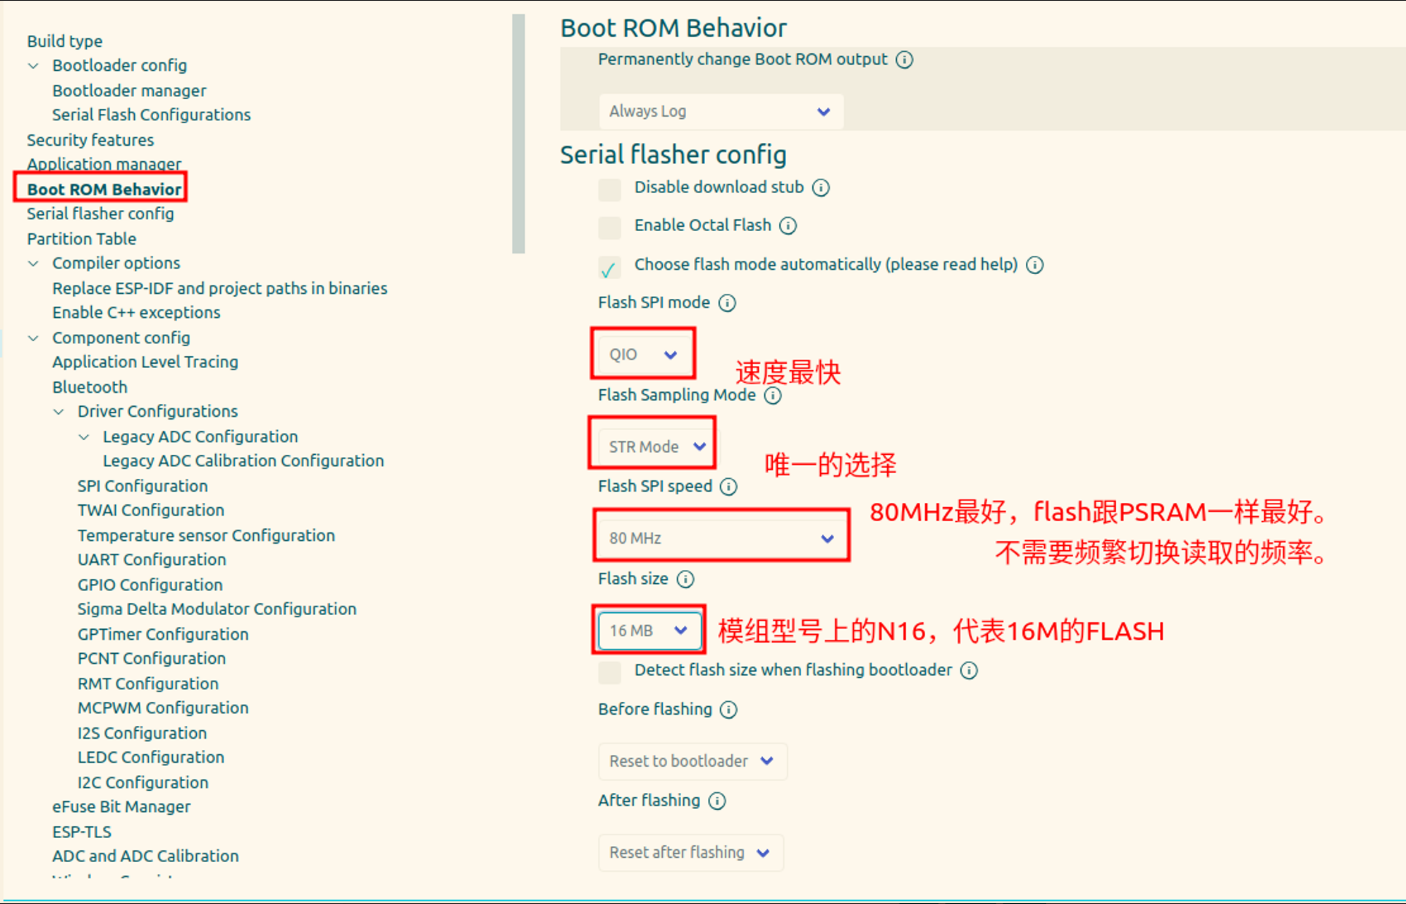 Build type
Bootloader config
Bootloader manager
Serial Flash Configurations
Security features
Application manager
Boot ROM Behavior
Serial flasher config
Partition Table
Compiler options
Replace ESP-IDF and project paths in binaries
Enable C++ exceptions
Component config
Application Level Tracing
Bluetooth
Driver Configurations
Legacy ADC Configuration
Legacy ADC Calibration Configuration
SPI Configuration
TWAI Configuration
Temperature sensor Configuration
UART Configuration
GPIO Configuration
Sigma Delta Modulator Configuration
GPTimer Configuration
PCNT Configuration
RMT Configuration
MCPWM Configuration
I2S Configuration
LEDC Configuration
I2C Configuration
eFuse Bit Manager
ESP-TLS
ADC and ADC Calibration
Boot ROM Behavior
Permanently change Boot ROM output
Always Log
Serial flasher config
Disable download stub
Enable Octal Flash
Choose flash mode automatically (please read help)
Flash SPI mode
QIO
速度最快
Flash Sampling Mode
STR Mode
唯一的选择
Flash SPI speed
80MHz最好，flash跟PSRAM一样最好。
80 MHz
不需要频繁切换读取的频率。
Flash size
16 MB
模组型号上的N16，代表16M的FLASH
Detect flash size when flashing bootloader
Before flashing
Reset to bootloader
After flashing
Reset after flashing